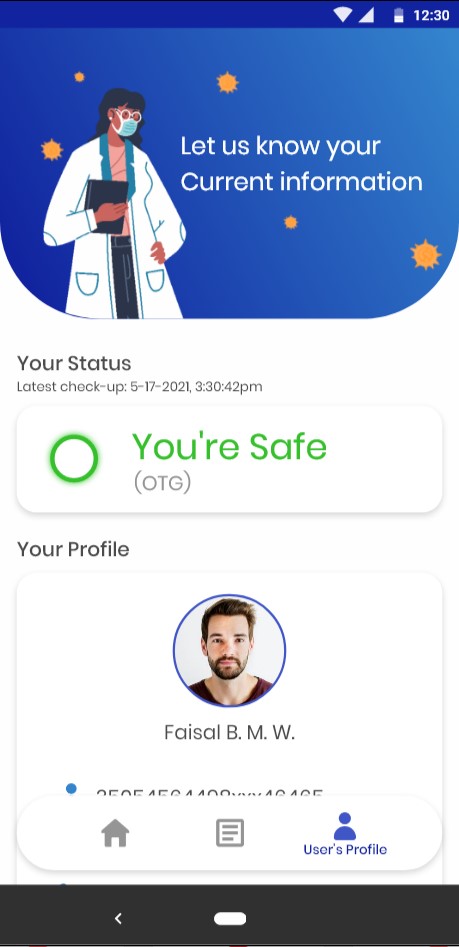 12:30
Let us know your
Current information
Your Status
Latest check-up: 5-17-2021, 3:30:42pm
You're Safe
(OTG)
Your Profile
Faisal B. M. W.
User's Profile